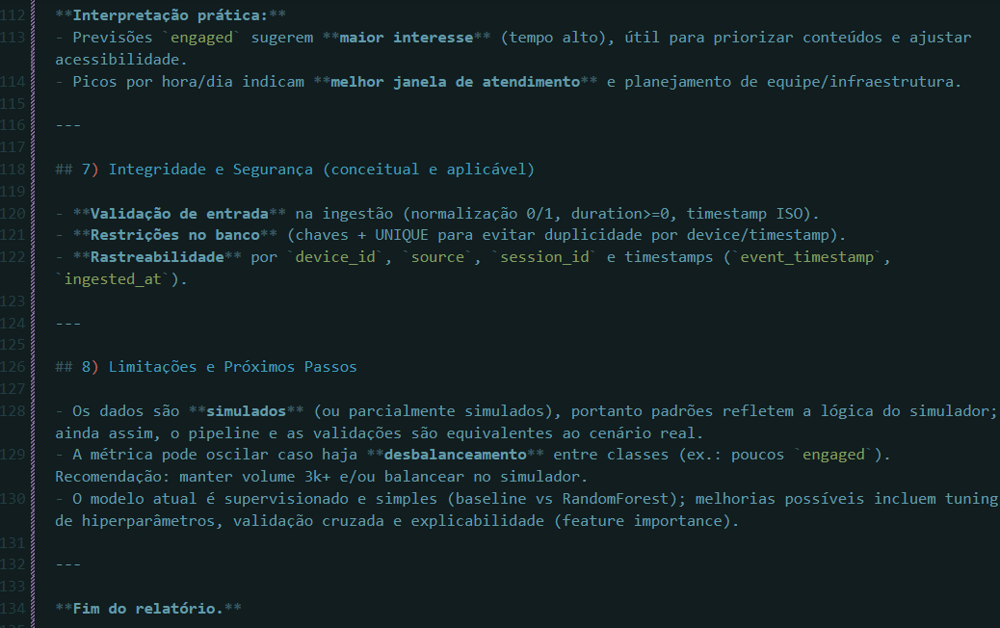 112 **Interpretação prática:**
113 - Previsões `engaged` sugerem **maior interesse** (tempo alto), útil para priorizar conteúdos e ajustar
acessibilidade.
114 - Picos por hora/dia indicam **melhor janela de atendimento** e planejamento de equipe/infraestrutura.
115
116 ---
117
118 ## 7) Integridade e Segurança (conceitual e aplicável)
119
120 - **Validação de entrada** na ingestão (normalização 0/1, duration>=0, timestamp ISO).
121 - **Restrições no banco** (chaves + UNIQUE para evitar duplicidade por device/timestamp).
122 - **Rastreabilidade** por `device_id`, `source`, `session_id` e timestamps (`event_timestamp`,
`ingested_at`).
123
124 ---
125
126 ## 8) Limitações e Próximos Passos
127
128 - Os dados são **simulados** (ou parcialmente simulados), portanto padrões refletem a lógica do simulador;
ainda assim, o pipeline e as validações são equivalentes ao cenário real.
129 - A métrica pode oscilar caso haja **desbalanceamento** entre classes (ex.: poucos `engaged`).
Recomendação: manter volume 3k+ e/ou balancear no simulador.
130 - O modelo atual é supervisionado e simples (baseline vs RandomForest); melhorias possíveis incluem tuning
de hiperparâmetros, validação cruzada e explicabilidade (feature importance).
131
132 ---
133
134 **Fim do relatório.**